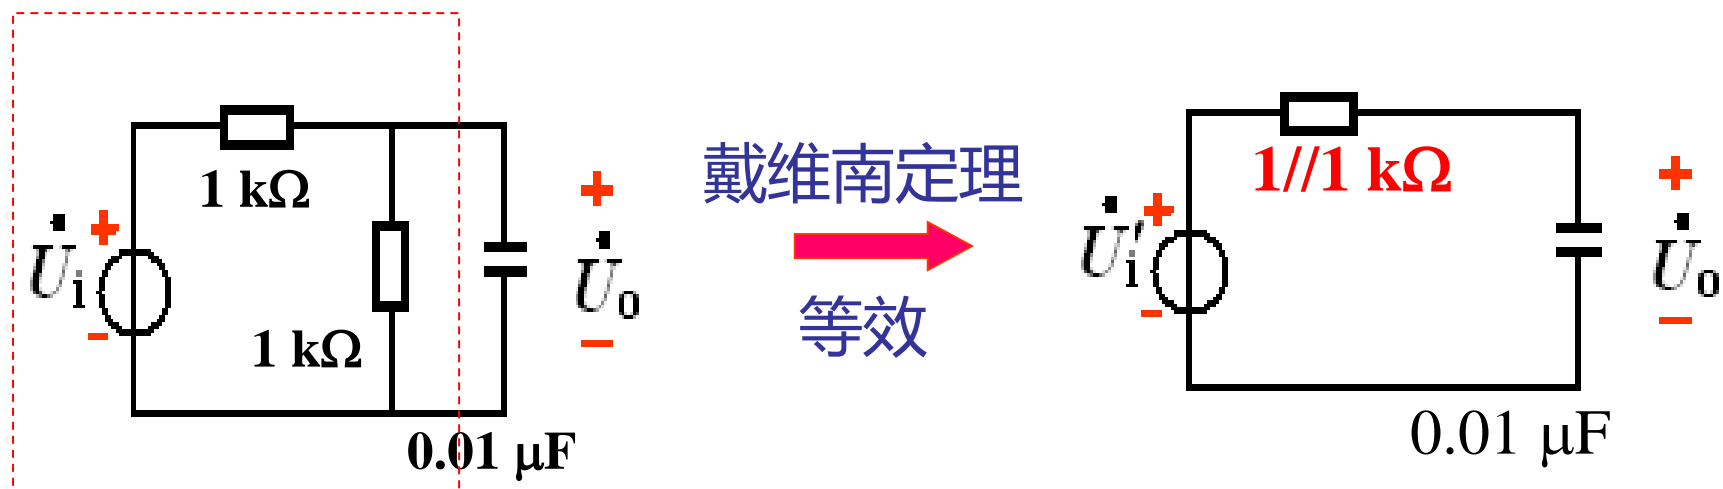 1 kΩ
U̇i
+
−
1 kΩ
0.01 μF
+
U̇o
−
戴维南定理
等效
1//1 kΩ
U̇i′
+
−
0.01 μF
+
U̇o
−